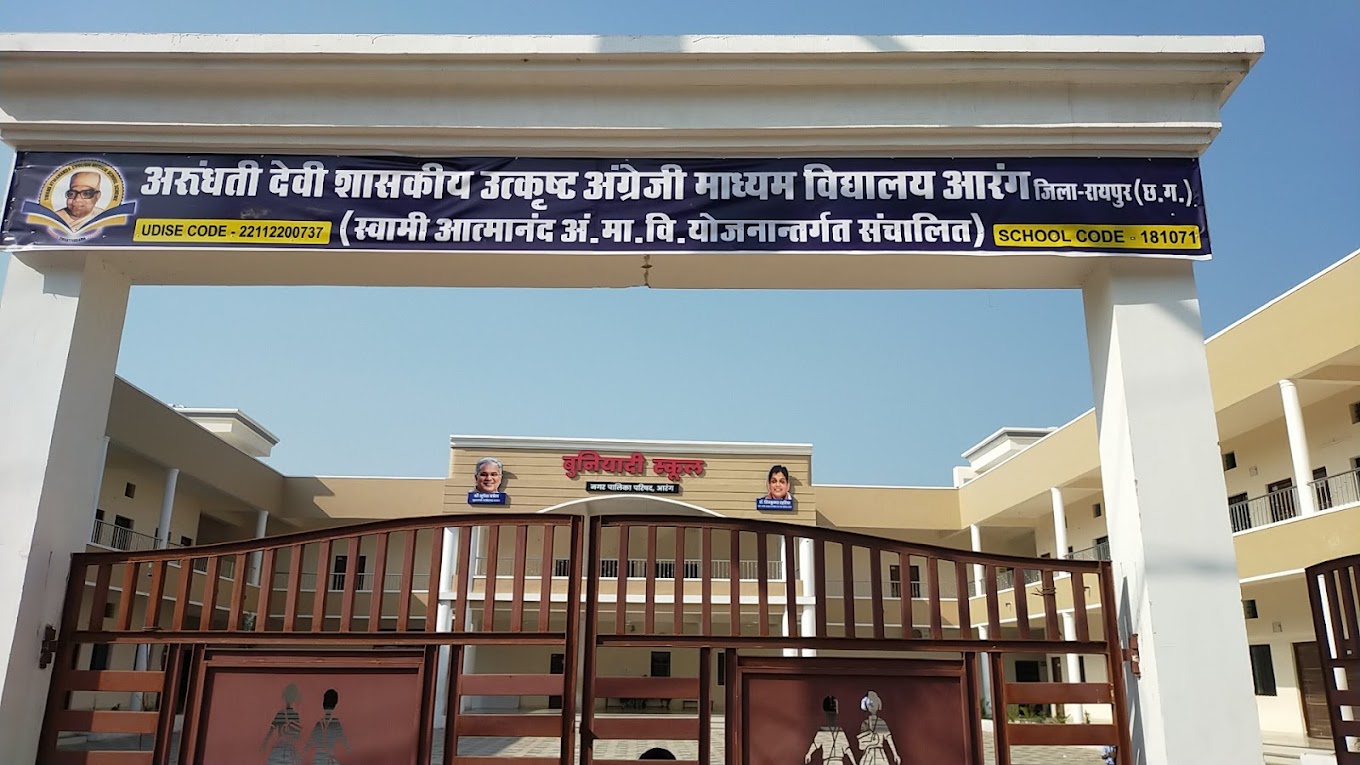 अरूंधती देवी शासकीय उत्कृष्ट अंग्रेजी माध्यम विद्यालय आरंग जिला-रायपुर (छ.ग.)
UDISE CODE - 22112200737 (स्वामी आत्मानंद अं.मा.वि.योजनान्तर्गत संचालित) SCHOOL CODE - 181071
बुनियादी स्कूल
नगर पालिका परिषद, आरंग